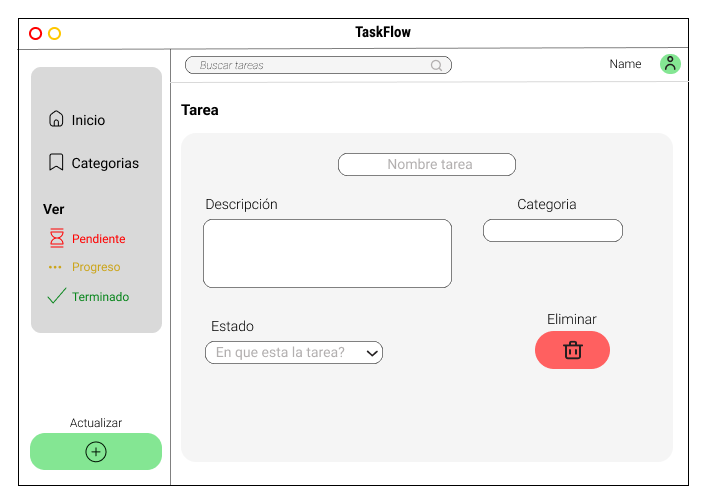 TaskFlow
Buscar tareas
Name
Inicio
Categorias
Ver
Pendiente
Progreso
Terminado
Actualizar
Tarea
Nombre tarea
Descripción
Categoria
Estado
En que esta la tarea?
Eliminar